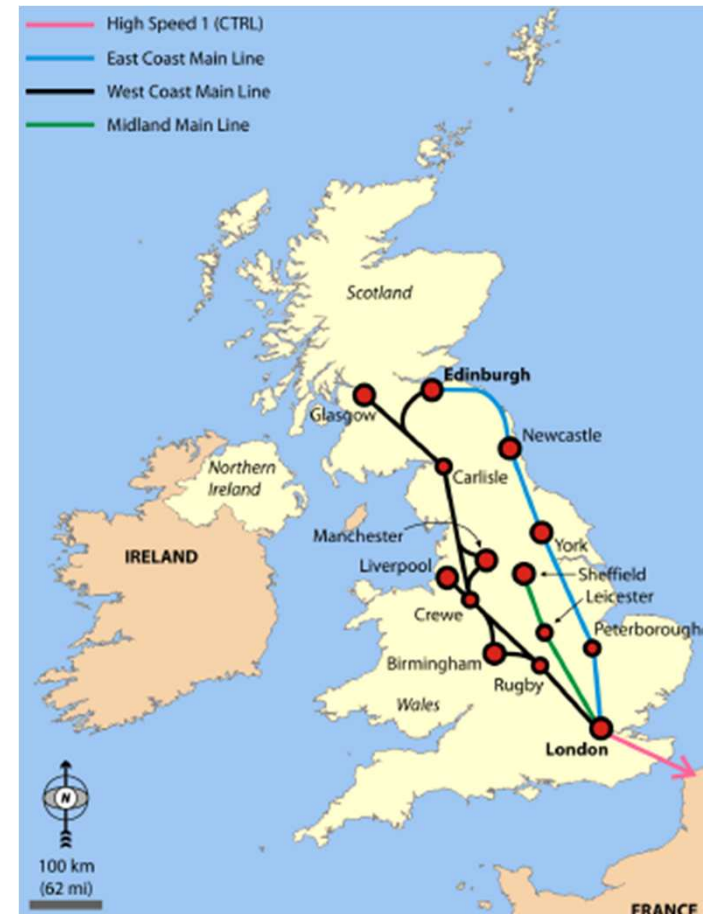 High Speed 1 (CTRL)
East Coast Main Line
West Coast Main Line
Midland Main Line
Scotland
Edinburgh
Glasgow
Newcastle
Carlisle
Northern
Ireland
Manchester
York
IRELAND
Liverpool
Sheffield
Leicester
Crewe
Peterborough
Birmingham
Rugby
Wales
London
N
100 km
(62 mi)
FRANCE